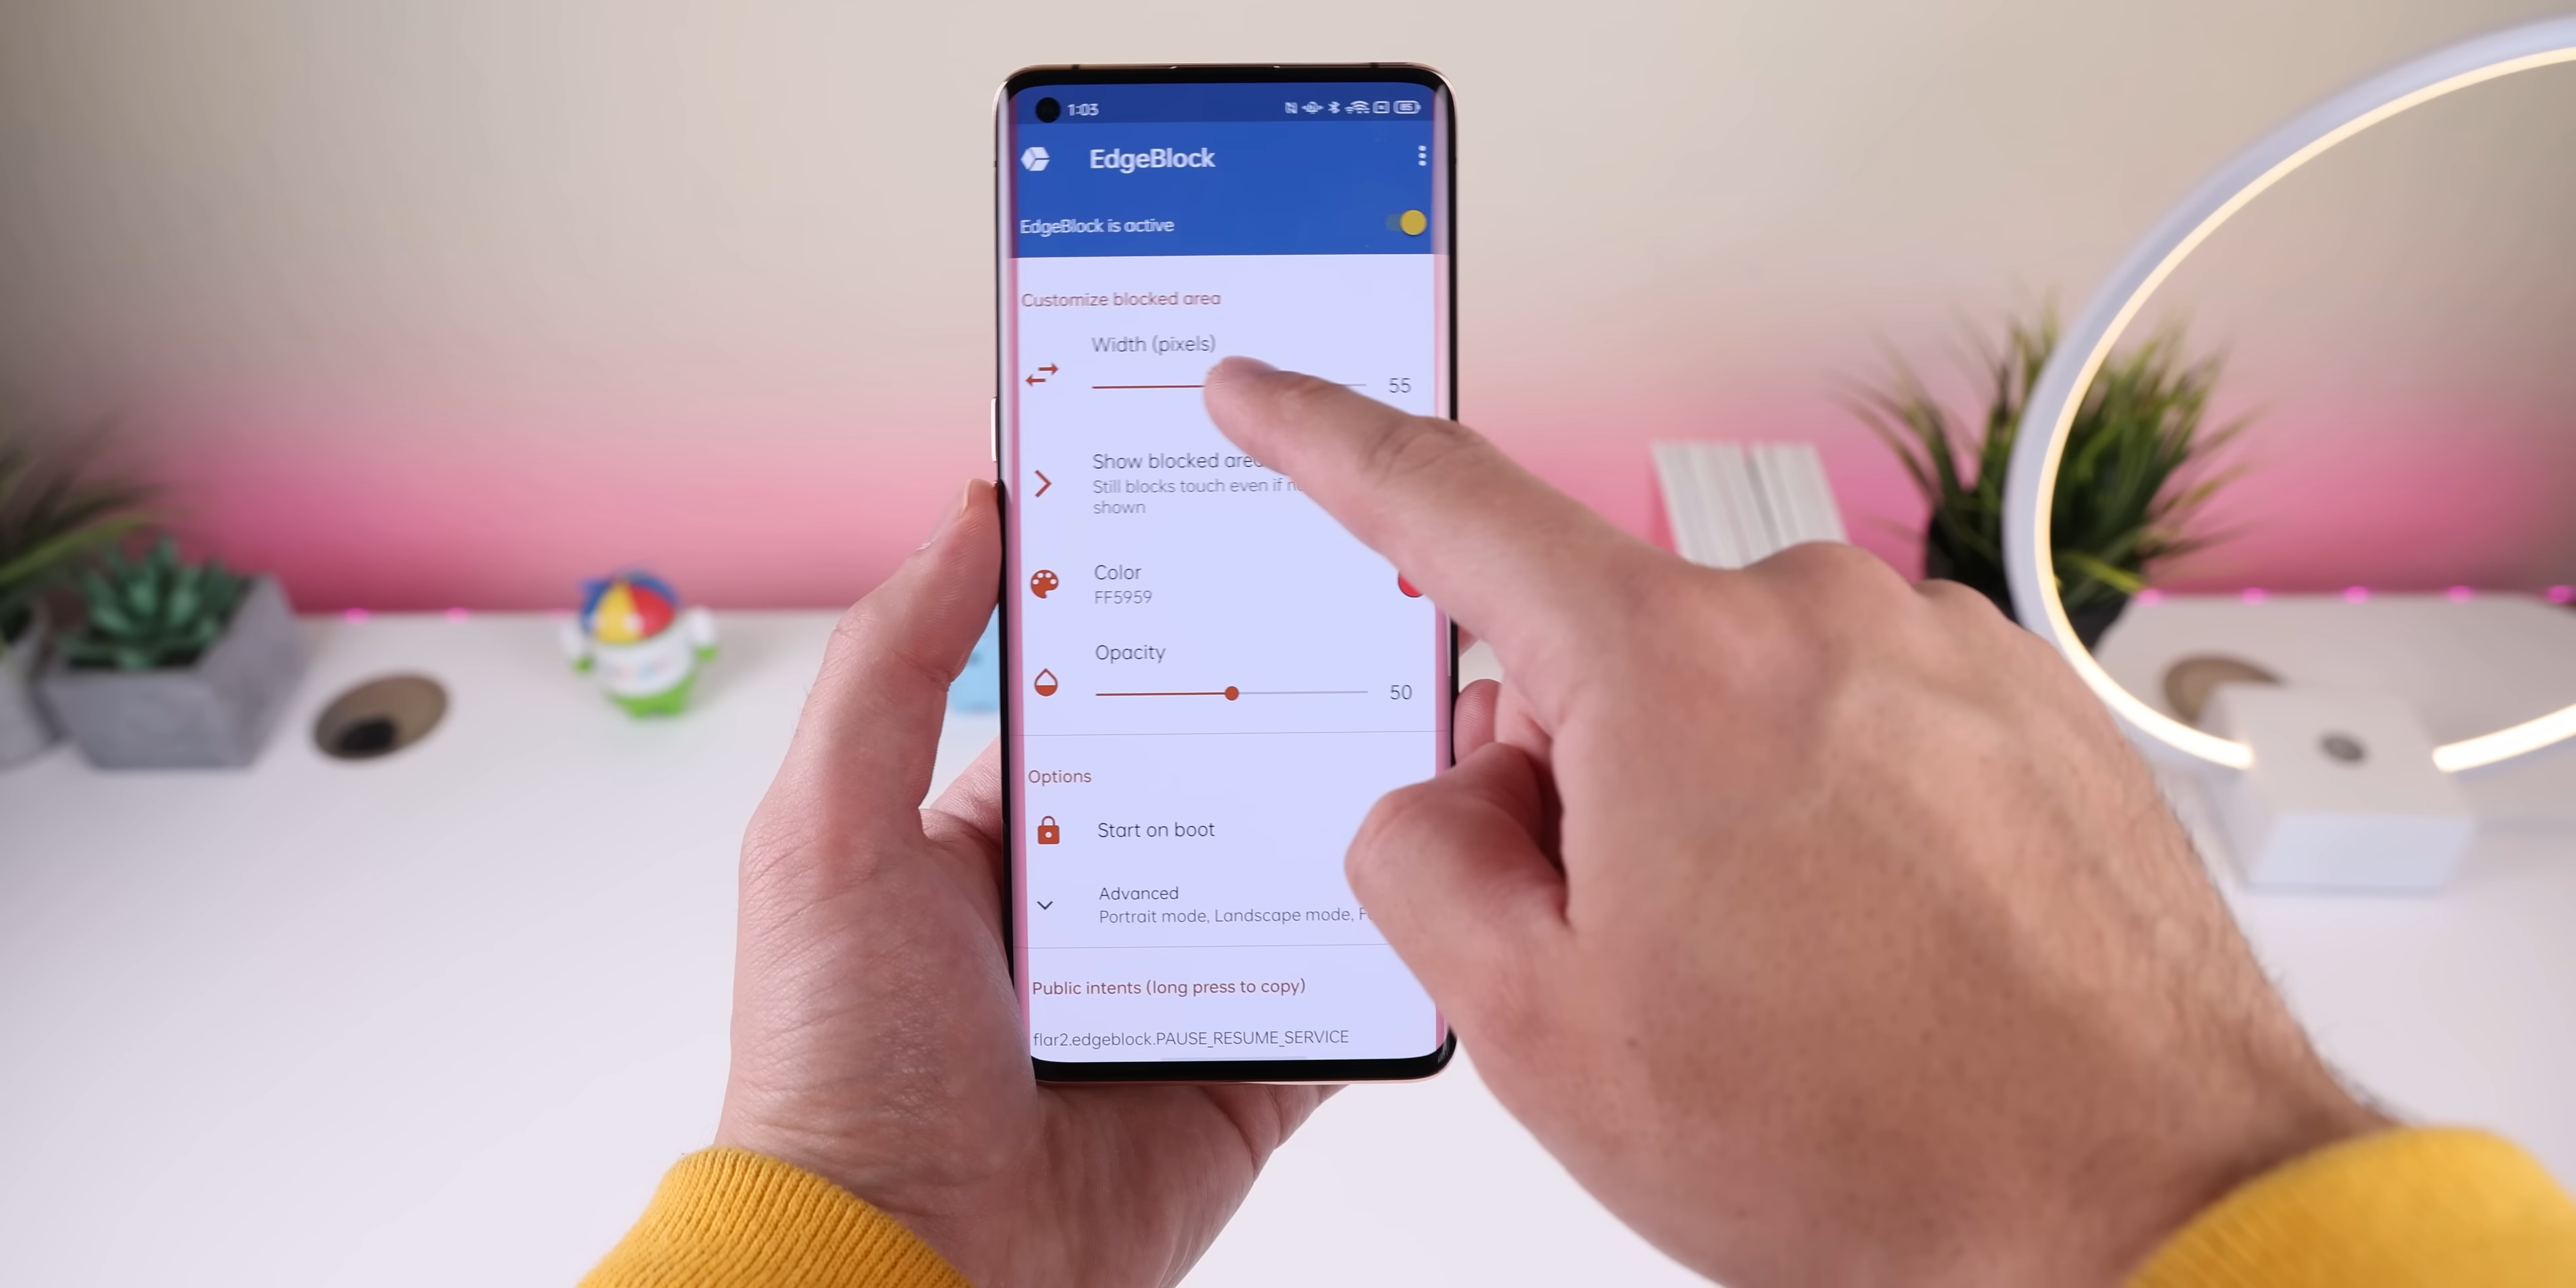 1:03
85
EdgeBlock
EdgeBlock is active
Customize blocked area
Width (pixels)
55
Show blocked area
Still blocks touch even if
shown
Color
FF5959
Opacity
50
Options
Start on boot
Advanced
Portrait mode, Landscape mode,
Public intents (long press to copy)
flar2.edgeblock.PAUSE_RESUME_SERVICE